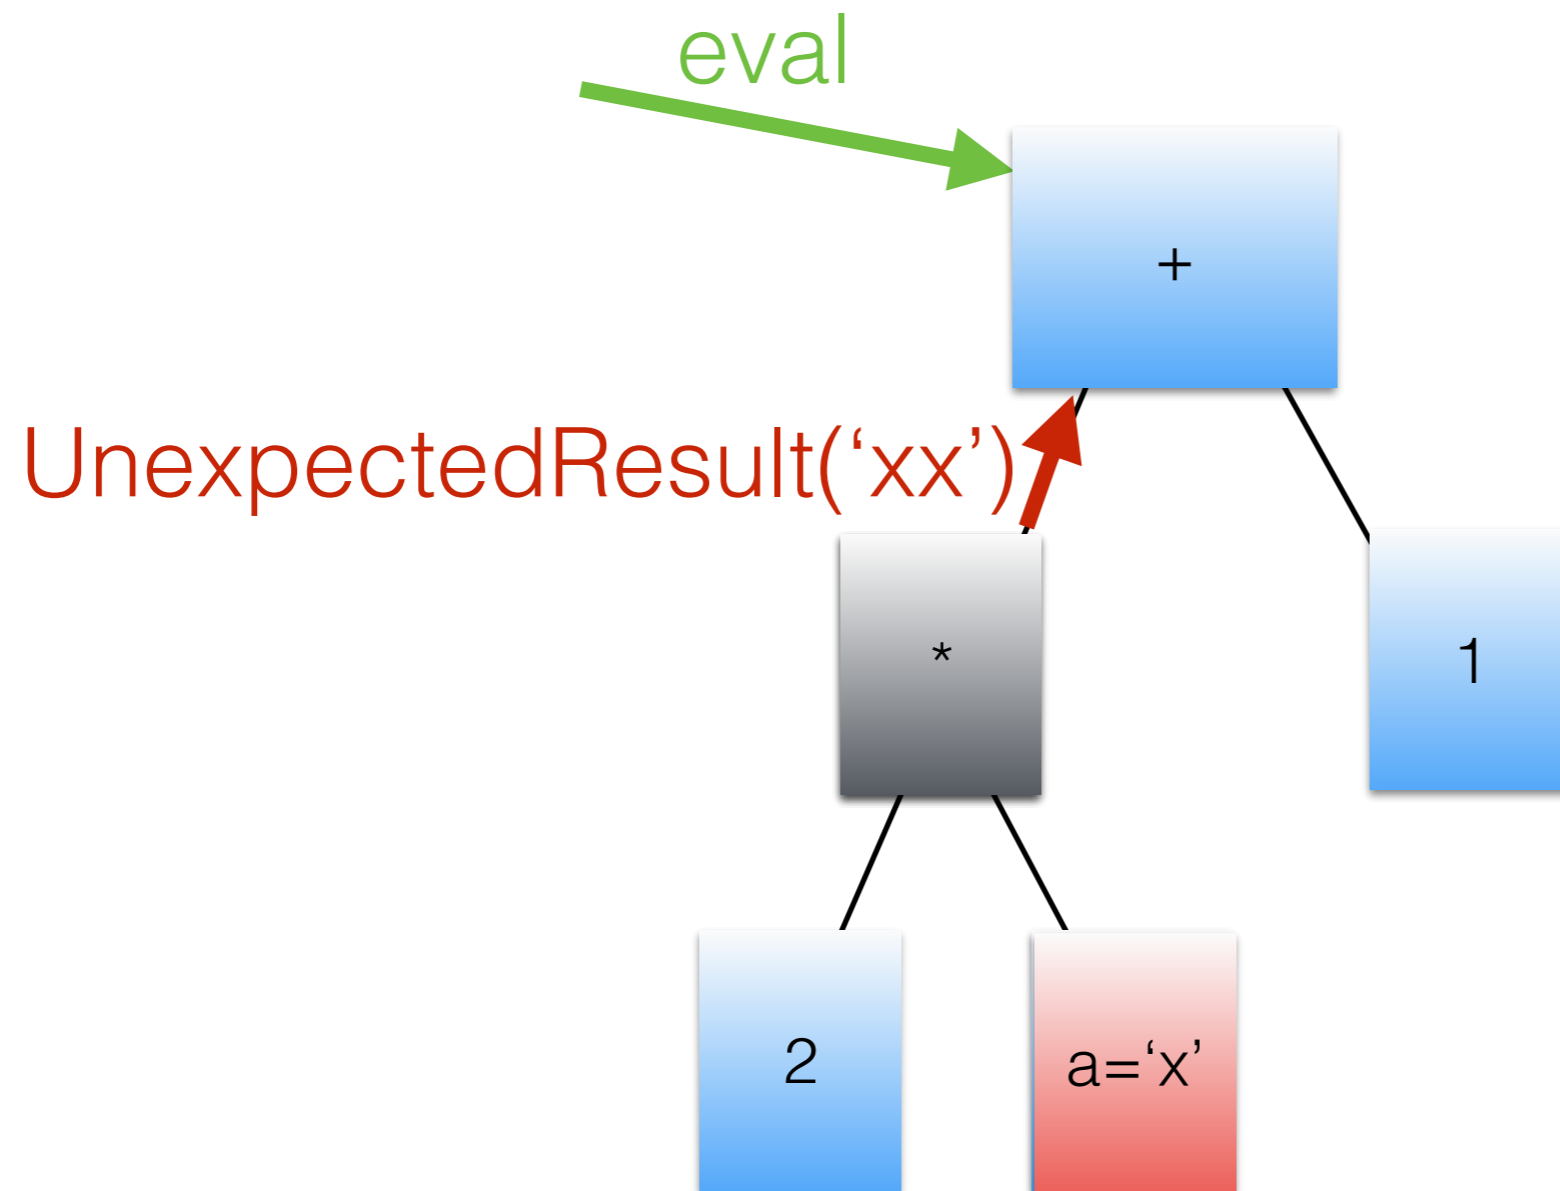 eval
+
UnexpectedResult(‘xx’)
*
1
2
a=‘x’